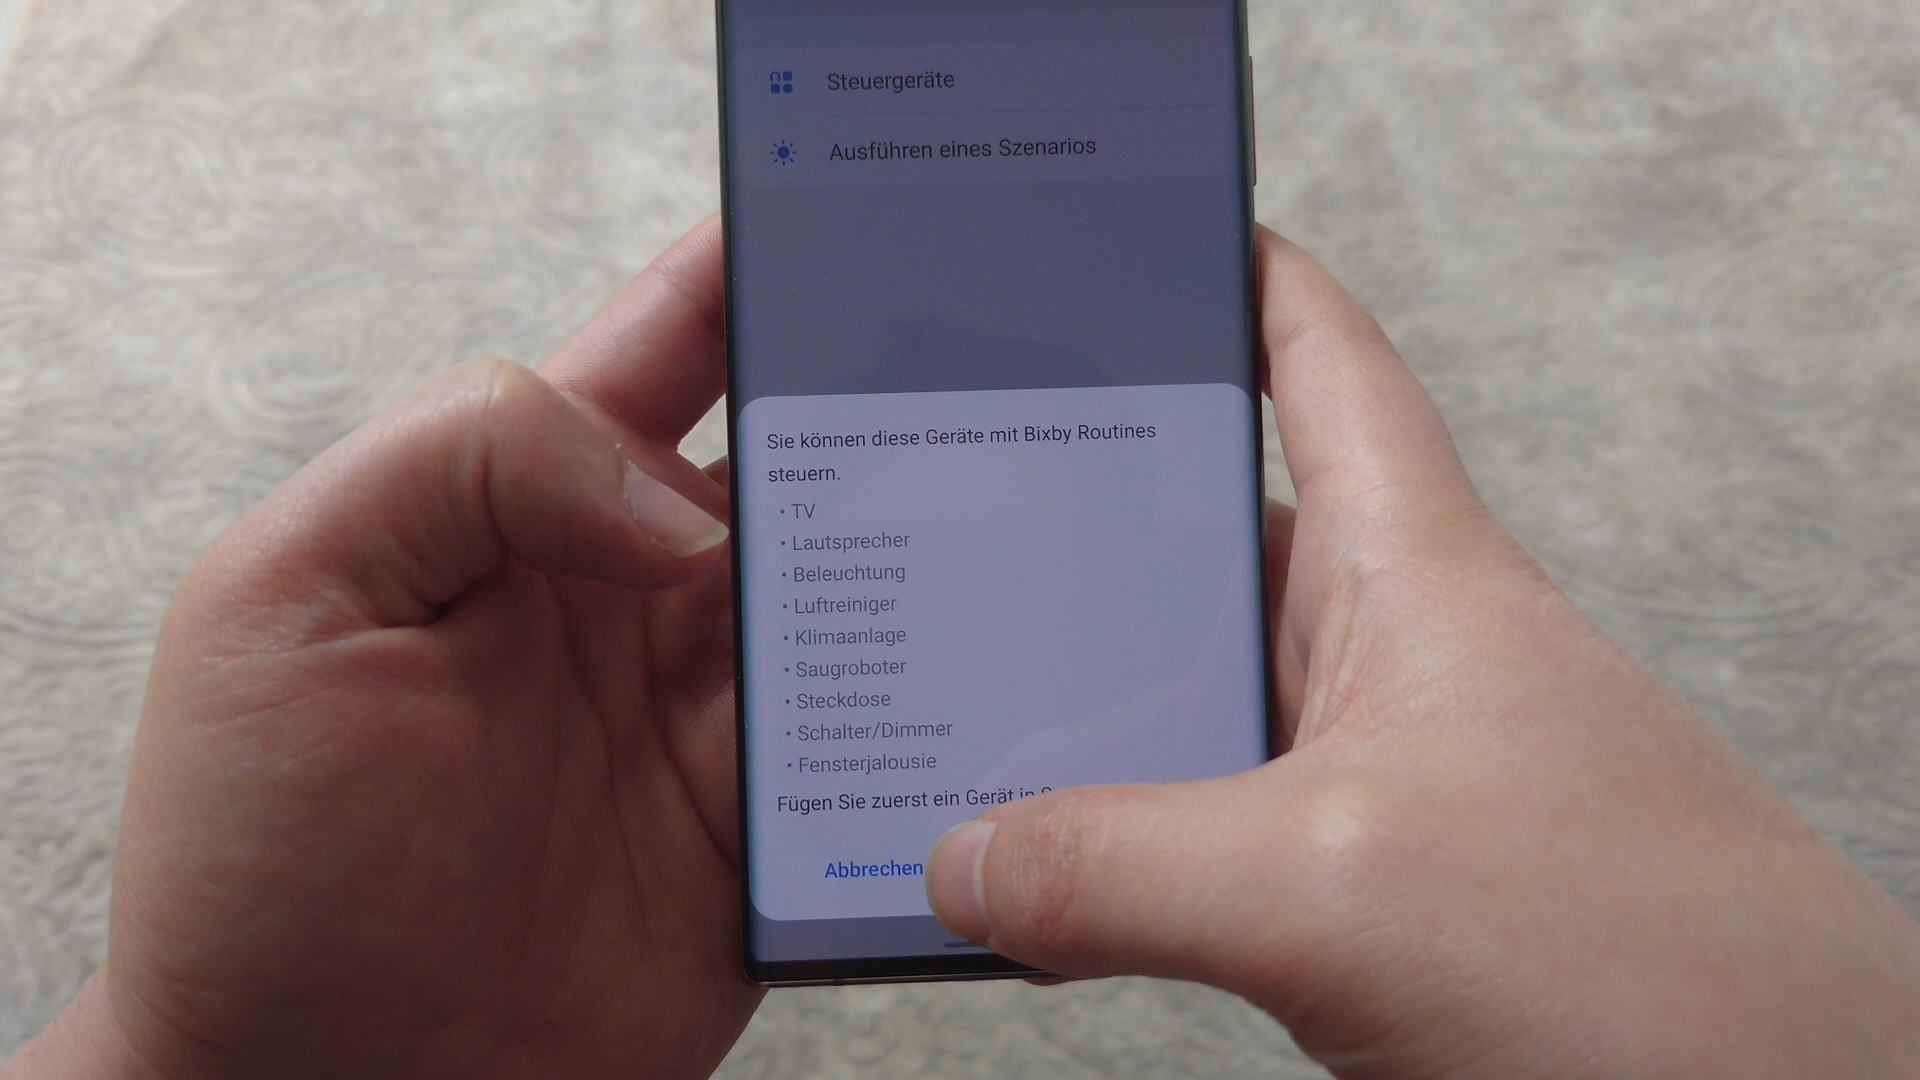 Steuergeräte
Ausführen eines Szenarios
Sie können diese Geräte mit Bixby Routines
steuern.
• TV
• Lautsprecher
• Beleuchtung
• Luftreiniger
• Klimaanlage
• Saugroboter
• Steckdose
• Schalter/Dimmer
• Fensterjalousie
Fügen Sie zuerst ein Gerät in
Abbrechen